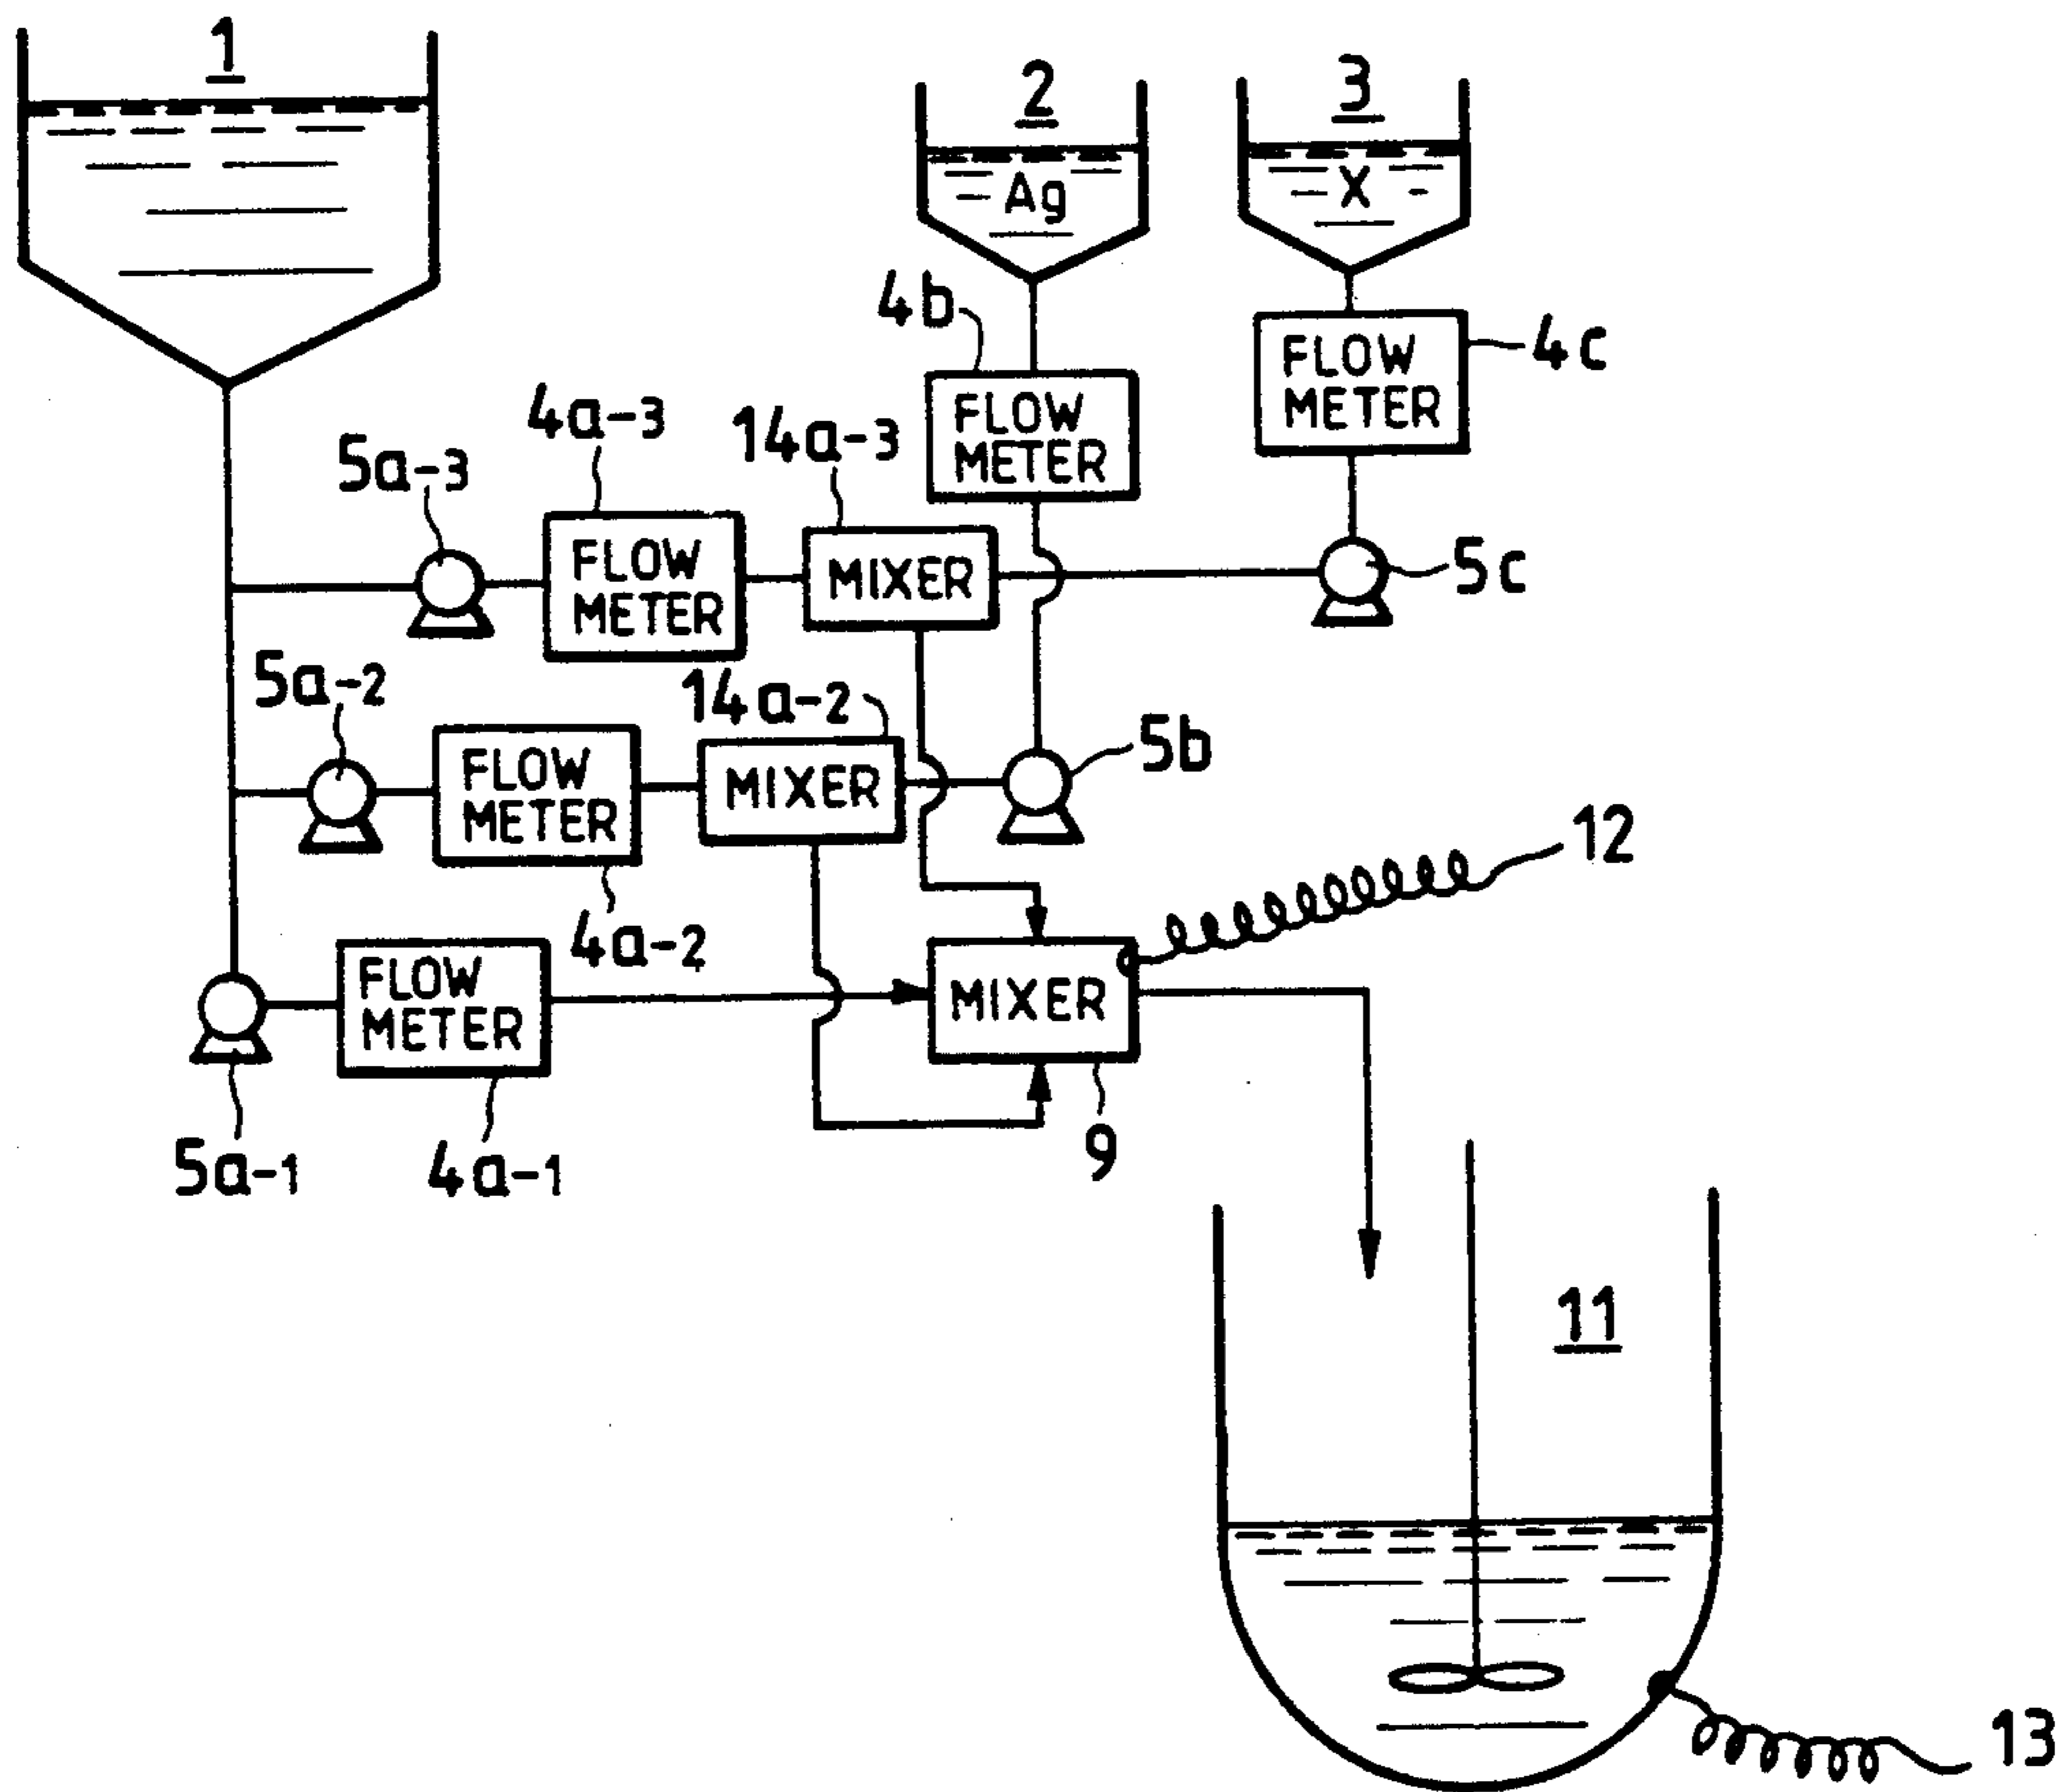 1
2
3
Ag
X
4b
4c
FLOW
METER
4a-3
14a-3
FLOW
METER
5a-3
FLOW
METER
MIXER
5c
5a-2
14a-2
5b
FLOW
METER
MIXER
12
4a-2
FLOW
METER
MIXER
9
5a-1
4a-1
11
13